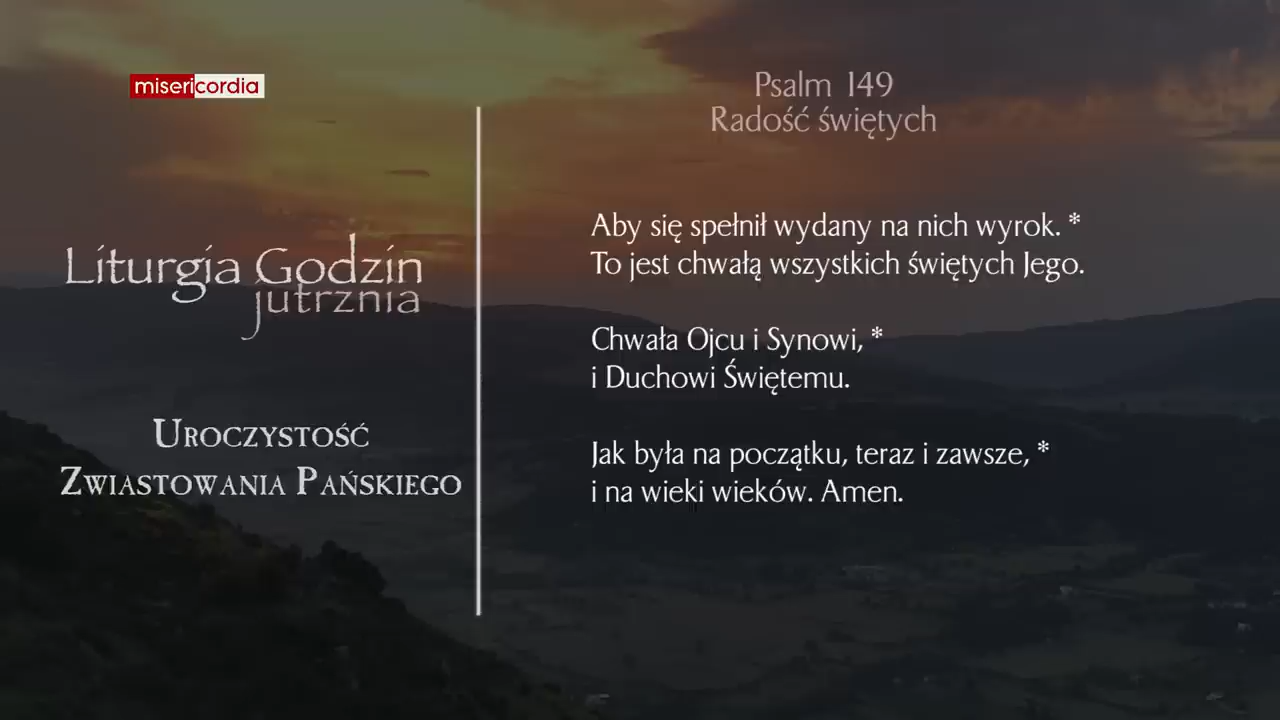 misericordia
Liturgia Godzin
jutrznia
Uroczystość
Zwiastowania Pańskiego
Psalm 149
Radość świętych
Aby się spełnił wydany na nich wyrok. *
To jest chwałą wszystkich świętych Jego.
Chwała Ojcu i Synowi, *
i Duchowi Świętemu.
Jak była na początku, teraz i zawsze, *
i na wieki wieków. Amen.